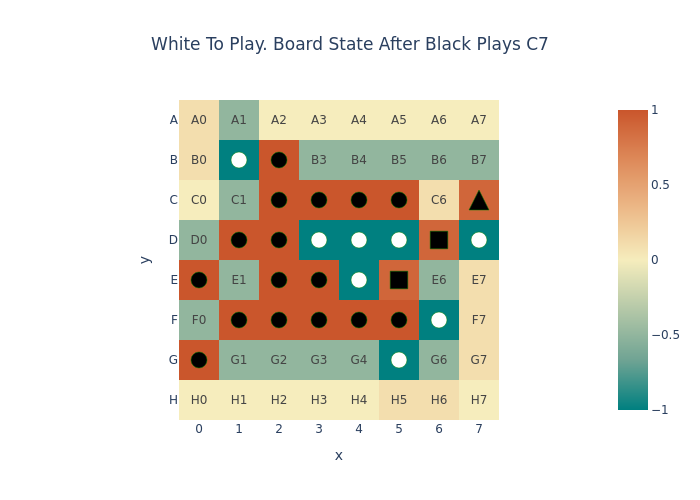 White To Play. Board State After Black Plays C7
A A0 A1 A2 A3 A4 A5 A6 A7
B B0 B3 B4 B5 B6 B7
C C0 C1 C6
D D0
E E1 E6 E7
F F0 F7
G G1 G2 G3 G4 G6 G7
H H0 H1 H2 H3 H4 H5 H6 H7
0 1 2 3 4 5 6 7
x
y
1
0.5
0
−0.5
−1